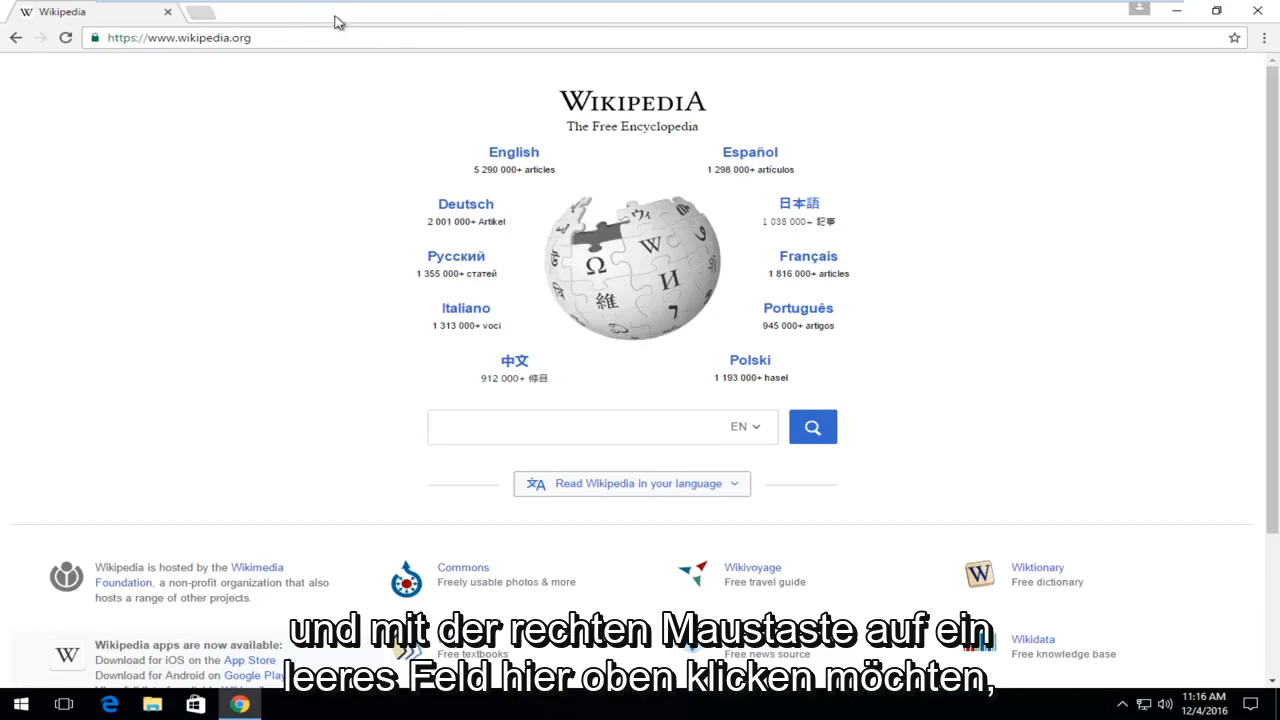 Wikipedia
https://www.wikipedia.org
WIKIPEDIA
The Free Encyclopedia
English
5 290 000+ articles
Español
1 298 000+ artículos
Deutsch
2 001 000+ Artikel
日本語
1 038 000+ 記事
Русский
1 355 000+ статей
Français
1 816 000+ articles
Italiano
1 313 000+ voci
Português
945 000+ artigos
中文
912 000+ 條目
Polski
1 193 000+ haseł
Ω
W
И
維
EN
Read Wikipedia in your language
Wikipedia is hosted by the Wikimedia
Foundation, a non-profit organization that also
hosts a range of other projects.
Commons
Freely usable photos & more
Wikivoyage
Free travel guide
Wiktionary
Free dictionary
Wikipedia apps are now available:
Download for iOS on the App Store
Download for Android on Google Play
Free textbooks
Free news source
Wikidata
Free knowledge base
und mit der rechten Maustaste auf ein
leeres Feld hier oben klicken möchten,
11:16 AM
12/4/2016